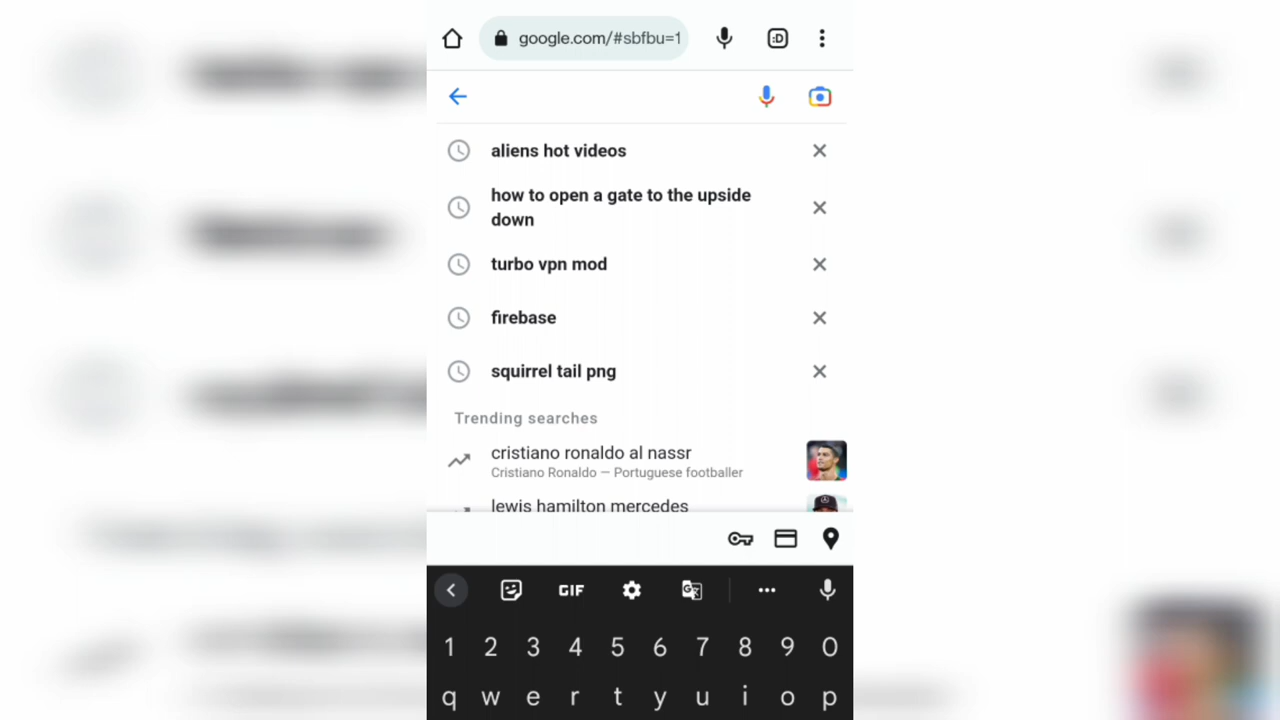 google.com/#sbfbu=1
:D
aliens hot videos
how to open a gate to the upside
down
turbo vpn mod
firebase
squirrel tail png
Trending searches
cristiano ronaldo al nassr
Cristiano Ronaldo — Portuguese footballer
lewis hamilton mercedes
GIF
1 2 3 4 5 6 7 8 9 0
q w e r t y u i o p